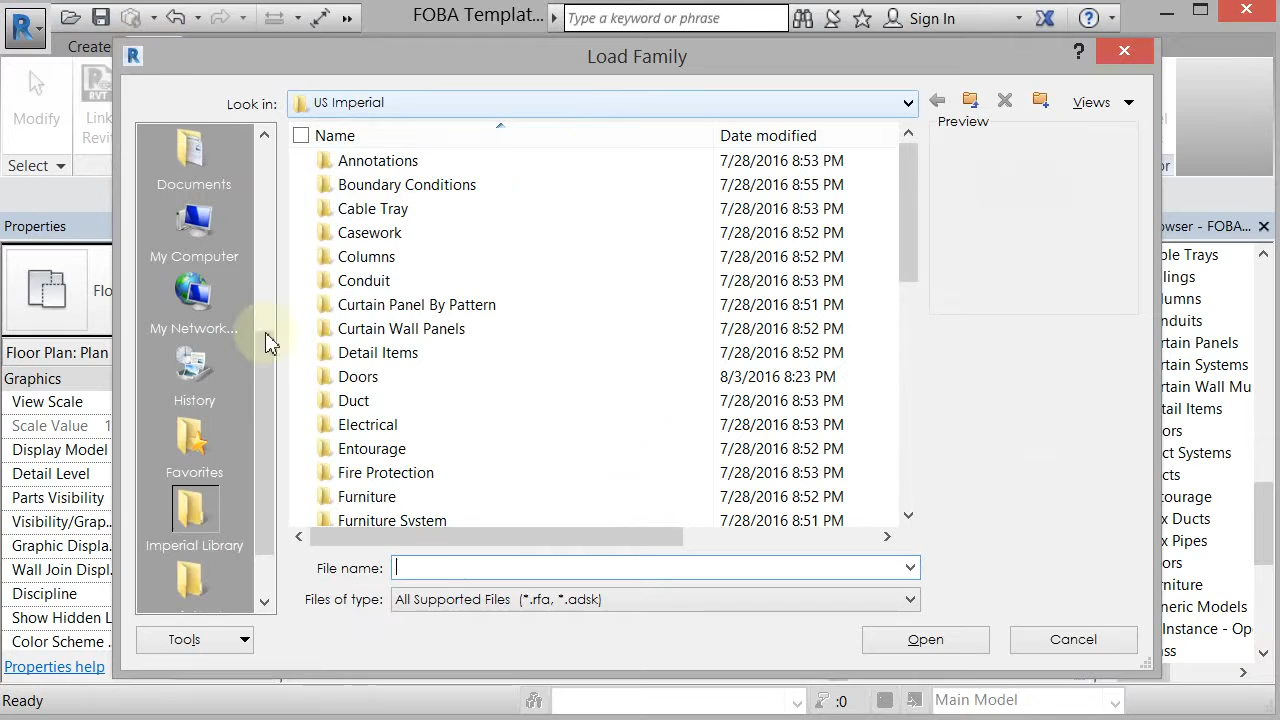 FOBA Templat...
Type a keyword or phrase
Sign In
Create
Load Family
Modify
Link
Revit
Select
Look in:
US Imperial
Views
Preview
Name
Date modified
Documents
My Computer
My Network...
History
Favorites
Imperial Library
Annotations 7/28/2016 8:53 PM
Boundary Conditions 7/28/2016 8:55 PM
Cable Tray 7/28/2016 8:53 PM
Casework 7/28/2016 8:52 PM
Columns 7/28/2016 8:52 PM
Conduit 7/28/2016 8:53 PM
Curtain Panel By Pattern 7/28/2016 8:51 PM
Curtain Wall Panels 7/28/2016 8:52 PM
Detail Items 7/28/2016 8:52 PM
Doors 8/3/2016 8:23 PM
Duct 7/28/2016 8:53 PM
Electrical 7/28/2016 8:53 PM
Entourage 7/28/2016 8:52 PM
Fire Protection 7/28/2016 8:53 PM
Furniture 7/28/2016 8:52 PM
Furniture System 7/28/2016 8:51 PM
File name:
Files of type: All Supported Files (*.rfa, *.adsk)
Tools
Open
Cancel
Properties
Flo
Floor Plan: Plan
Graphics
View Scale
Scale Value 1
Display Model
Detail Level
Parts Visibility
Visibility/Grap...
Graphic Displa...
Wall Join Displ...
Discipline
Show Hidden L
Color Scheme .
Properties help
owser - FOBA...
ble Trays
ilings
lumns
nduits
rtain Panels
rtain Systems
rtain Wall Mu
tail Items
ors
ct Systems
cts
tourage
x Ducts
x Pipes
ors
rniture
neric Models
Instance - Op
ass
Ready
:0
Main Model